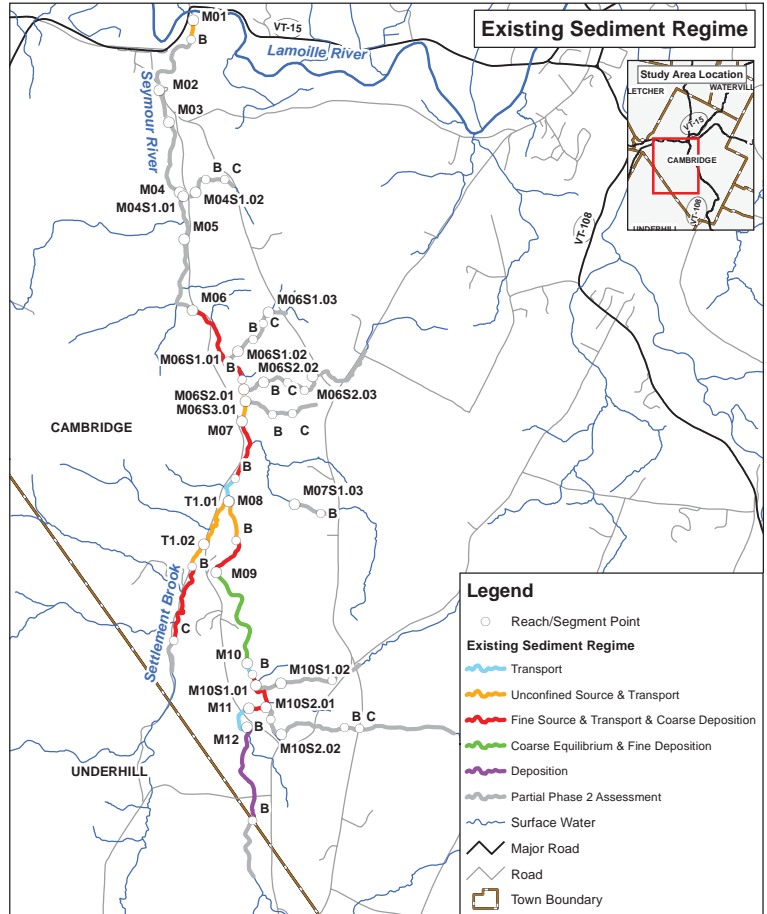 Existing Sediment Regime
M01
VT-15
B
Lamoille River
Study Area Location
LETCHER
WATERVILL
VT-15
CAMBRIDGE
VT-108
UNDERHILL
Seymour River
M02
M03
B
C
M04
M04S1.02
M04S1.01
M05
VT-108
M06
M06S1.03
B
C
M06S1.01
M06S1.02
B
M06S2.02
M06S2.01
B
C
M06S2.03
M06S3.01
CAMBRIDGE
M07
B
C
B
M07S1.03
T1.01
M08
B
B
T1.02
B
M09
Settlement Brook
C
M10
B
M10S1.02
M10S1.01
M11
M10S2.01
B
C
M12
B
M10S2.02
UNDERHILL
B
Legend
Reach/Segment Point
Existing Sediment Regime
Transport
Unconfined Source & Transport
Fine Source & Transport & Coarse Deposition
Coarse Equilibrium & Fine Deposition
Deposition
Partial Phase 2 Assessment
Surface Water
Major Road
Road
Town Boundary